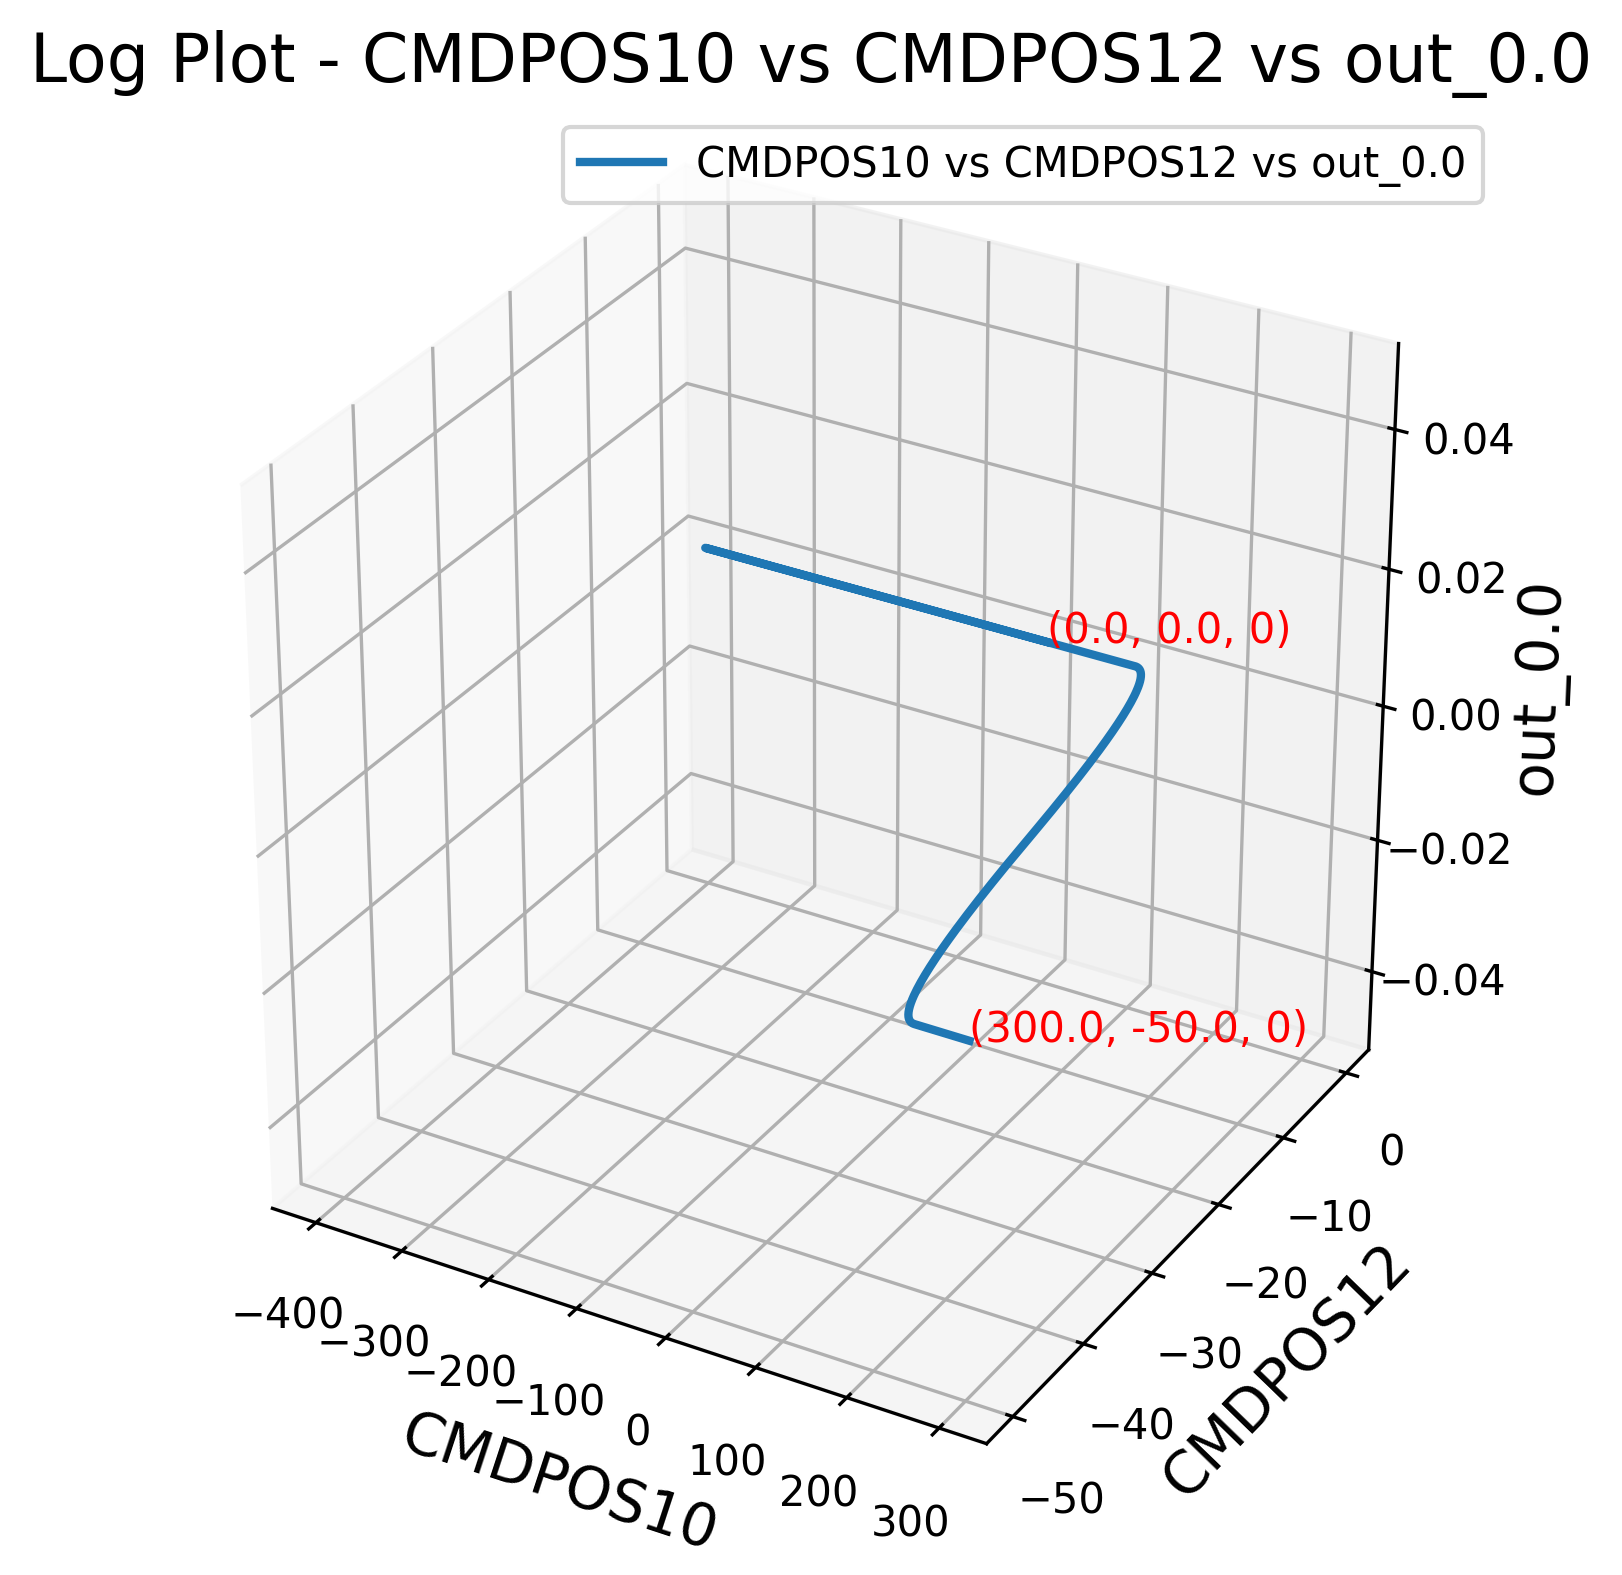 Log Plot - CMDPOS10 vs CMDPOS12 vs out_0.0
CMDPOS10 vs CMDPOS12 vs out_0.0
0.04
0.02
0.00
−0.02
−0.04
out_0.0
(0.0, 0.0, 0)
(300.0, -50.0, 0)
0
−10
−20
−30
−40
−50
CMDPOS12
−400
−300
−200
−100
0
100
200
300
CMDPOS10